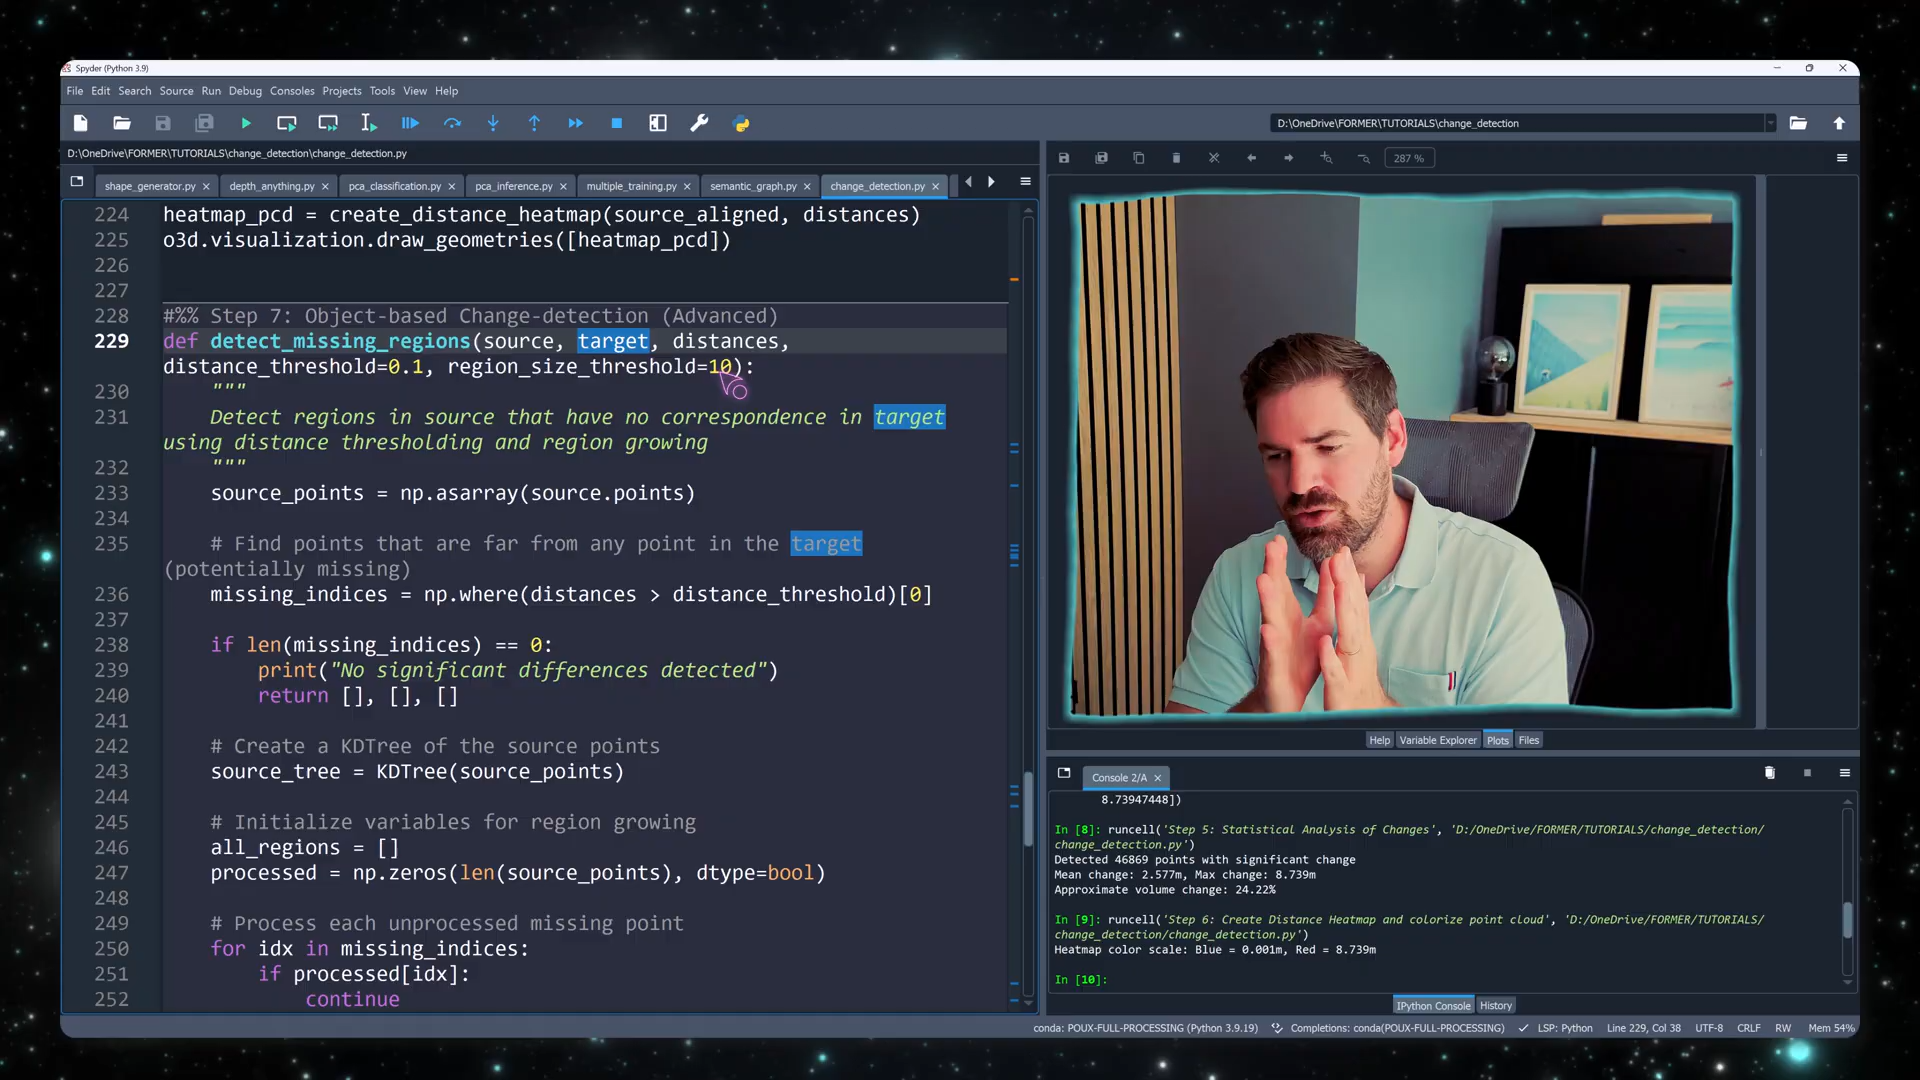 Spyder (Python 3.9)
File Edit Search Source Run Debug Consoles Projects Tools View Help
D:\OneDrive\FORMER\TUTORIALS\change_detection
D:\OneDrive\FORMER\TUTORIALS\change_detection\change_detection.py
shape_generator.py depth_anything.py pca_classification.py pca_inference.py multiple_training.py semantic_graph.py change_detection.py
287 %
224 heatmap_pcd = create_distance_heatmap(source_aligned, distances)
225 o3d.visualization.draw_geometries([heatmap_pcd])
226
227
228 #%% Step 7: Object-based Change-detection (Advanced)
229 def detect_missing_regions(source, target, distances,
distance_threshold=0.1, region_size_threshold=10):
230 """
231 Detect regions in source that have no correspondence in target
using distance thresholding and region growing
232 """
233 source_points = np.asarray(source.points)
234
235 # Find points that are far from any point in the target
(potentially missing)
236 missing_indices = np.where(distances > distance_threshold)[0]
237
238 if len(missing_indices) == 0:
239 print("No significant differences detected")
240 return [], [], []
241
242 # Create a KDTree of the source points
243 source_tree = KDTree(source_points)
244
245 # Initialize variables for region growing
246 all_regions = []
247 processed = np.zeros(len(source_points), dtype=bool)
248
249 # Process each unprocessed missing point
250 for idx in missing_indices:
251 if processed[idx]:
252 continue
Help Variable Explorer Plots Files
Console 2/A
8.73947448])
In [8]: runcell('Step 5: Statistical Analysis of Changes', 'D:/OneDrive/FORMER/TUTORIALS/change_detection/
change_detection.py')
Detected 46869 points with significant change
Mean change: 2.577m, Max change: 8.739m
Approximate volume change: 24.22%
In [9]: runcell('Step 6: Create Distance Heatmap and colorize point cloud', 'D:/OneDrive/FORMER/TUTORIALS/
change_detection/change_detection.py')
Heatmap color scale: Blue = 0.001m, Red = 8.739m
In [10]:
IPython Console History
conda: POUX-FULL-PROCESSING (Python 3.9.19) Completions: conda(POUX-FULL-PROCESSING) LSP: Python Line 229, Col 38 UTF-8 CRLF RW Mem 54%